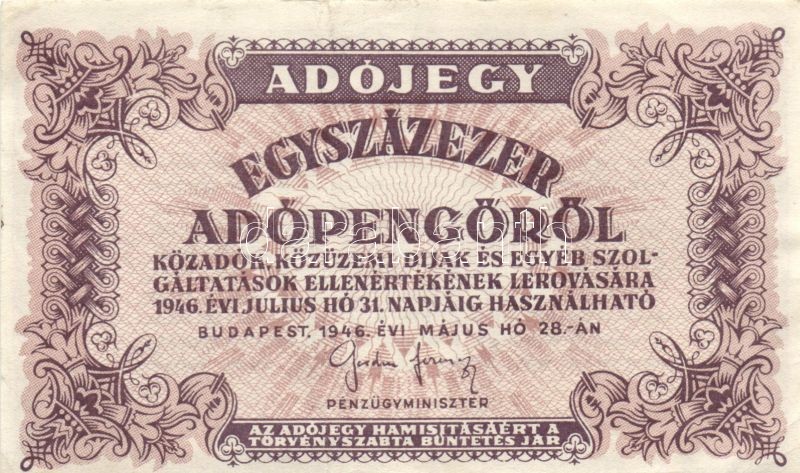 ADÓJEGY
EGYSZÁZEZER
ADÓPENGŐRŐL
KÖZADÓK, KÖZÜZEMI DIJAK ÉS EGYÉB SZOL-
GÁLTATÁSOK ELLENÉRTÉKÉNEK LEROVÁSÁRA
1946. ÉVI JULIUS HÓ 31. NAPJÁIG HASZNÁLHATÓ
BUDAPEST, 1946. ÉVI MÁJUS HÓ 28.-ÁN
PÉNZÜGYMINISZTER
AZ ADÓJEGY HAMISITÁSÁÉRT A
TÖRVÉNYSZABTA BÜNTETÉS JÁR